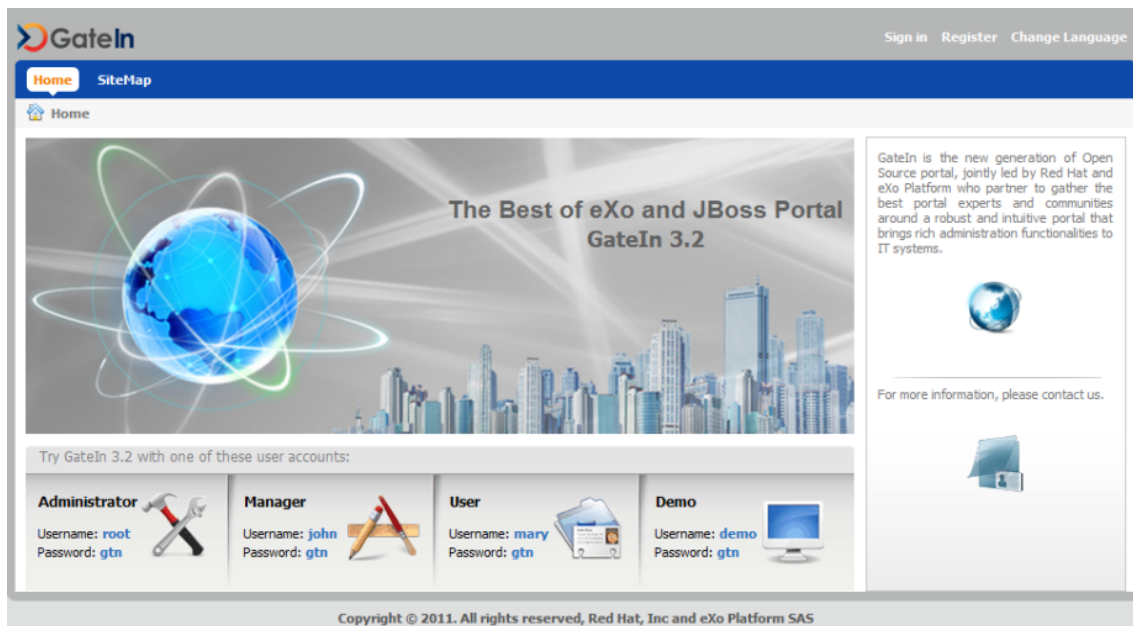 GateIn
Sign in Register Change Language
Home SiteMap
Home
The Best of eXo and JBoss Portal
GateIn 3.2
GateIn is the new generation of Open
Source portal, jointly led by Red Hat and
eXo Platform who partner to gather the
best portal experts and communities
around a robust and intuitive portal that
brings rich administration functionalities to
IT systems.
For more information, please contact us.
Try GateIn 3.2 with one of these user accounts:
Administrator
Username: root
Password: gtn
Manager
Username: john
Password: gtn
User
Username: mary
Password: gtn
Demo
Username: demo
Password: gtn
Copyright © 2011. All rights reserved, Red Hat, Inc and eXo Platform SAS